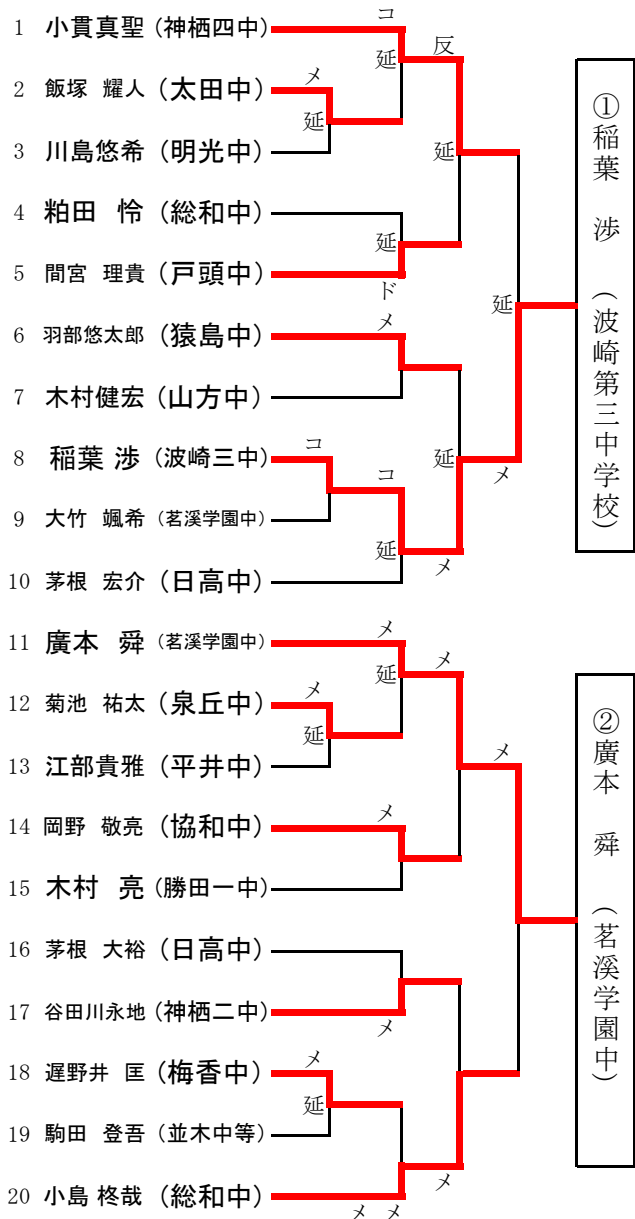 コ
1 小貫真聖 (神栖四中)
反
延
メ
2 飯塚 耀人 (太田中)
延
3 川島悠希 (明光中)
延
4 粕田 怜 (総和中)
延
5 間宮 理貴 (戸頭中)
ド
延
メ
6 羽部悠太郎 (猿島中)
7 木村健宏 (山方中)
コ
8 稲葉 渉 (波崎三中)
延
コ
メ
9 大竹 颯希 (茗溪学園中)
延
メ
10 茅根 宏介 (日高中)
①稲葉 渉 (波崎第三中学校)
メ
11 廣本 舜 (茗溪学園中)
メ
延
メ
12 菊池 祐太 (泉丘中)
延
メ
13 江部貴雅 (平井中)
メ
14 岡野 敬亮 (協和中)
15 木村 亮 (勝田一中)
16 茅根 大裕 (日高中)
17 谷田川永地 (神栖二中)
メ
メ
18 遅野井 匡 (梅香中)
延
19 駒田 登吾 (並木中等)
メ
20 小島 柊哉 (総和中)
メ メ
②廣本 舜 (茗溪学園中)